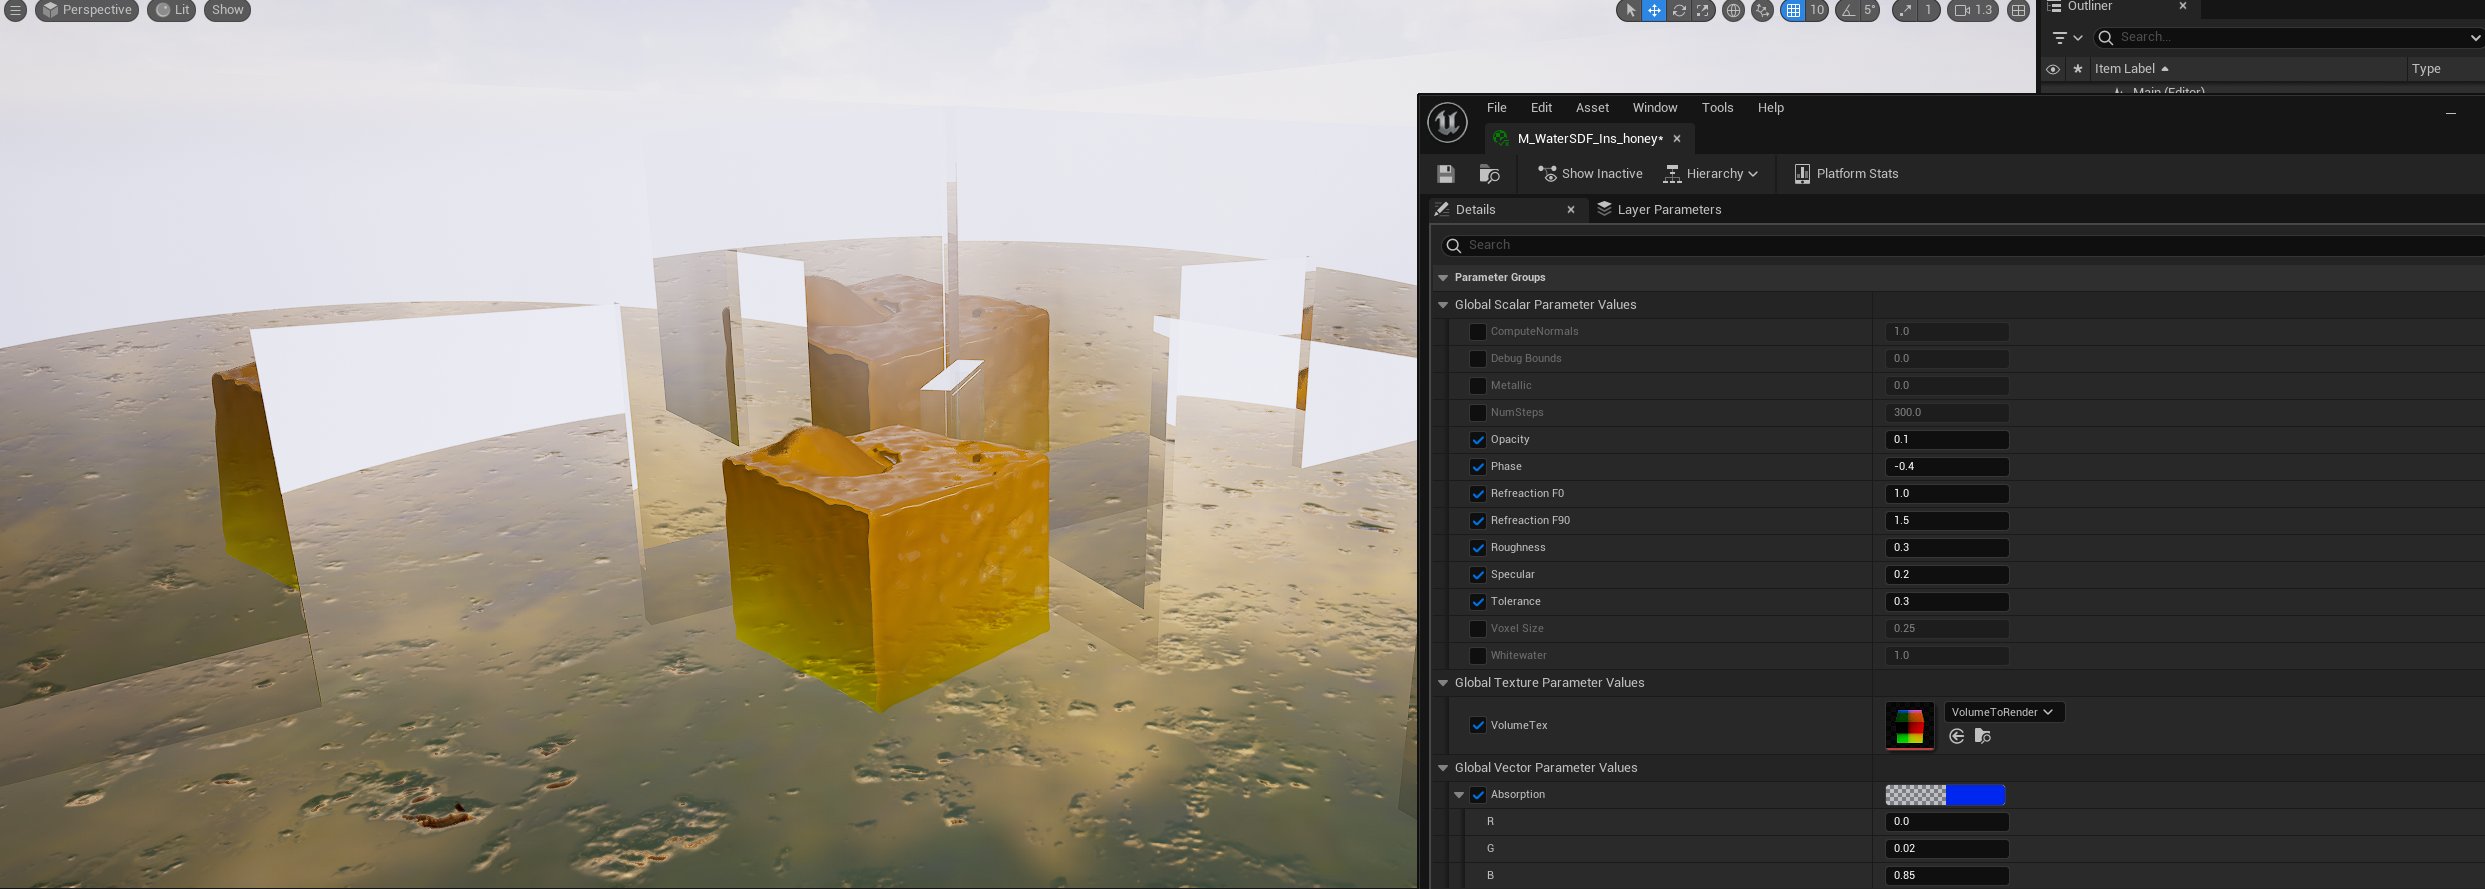 Perspective
Lit
Show
10
5°
1
1.3
Outliner
Search...
Item Label
Type
Main (Editor)
File
Edit
Asset
Window
Tools
Help
M_WaterSDF_Ins_honey*
Show Inactive
Hierarchy
Platform Stats
Details
Layer Parameters
Search
Parameter Groups
Global Scalar Parameter Values
ComputeNormals 1.0
Debug Bounds 0.0
Metallic 0.0
NumSteps 300.0
Opacity 0.1
Phase -0.4
Refreaction F0 1.0
Refreaction F90 1.5
Roughness 0.3
Specular 0.2
Tolerance 0.3
Voxel Size 0.25
Whitewater 1.0
Global Texture Parameter Values
VolumeTex VolumeToRender
Global Vector Parameter Values
Absorption
R 0.0
G 0.02
B 0.85